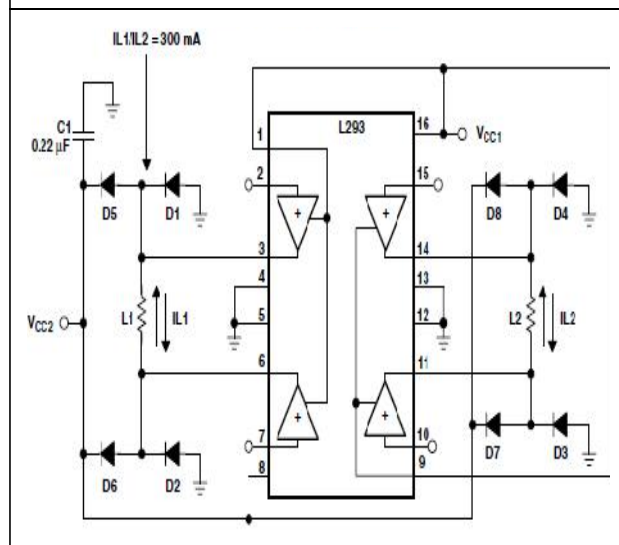 IL1/IL2 = 300 mA
C1
0.22 μF
L293
1
16
VCC1
2
15
D5
D1
D8
D4
+
+
3
14
4
13
L1
IL1
L2
IL2
VCC2
5
12
6
11
+
+
7
10
D6
D2
8
9
D7
D3